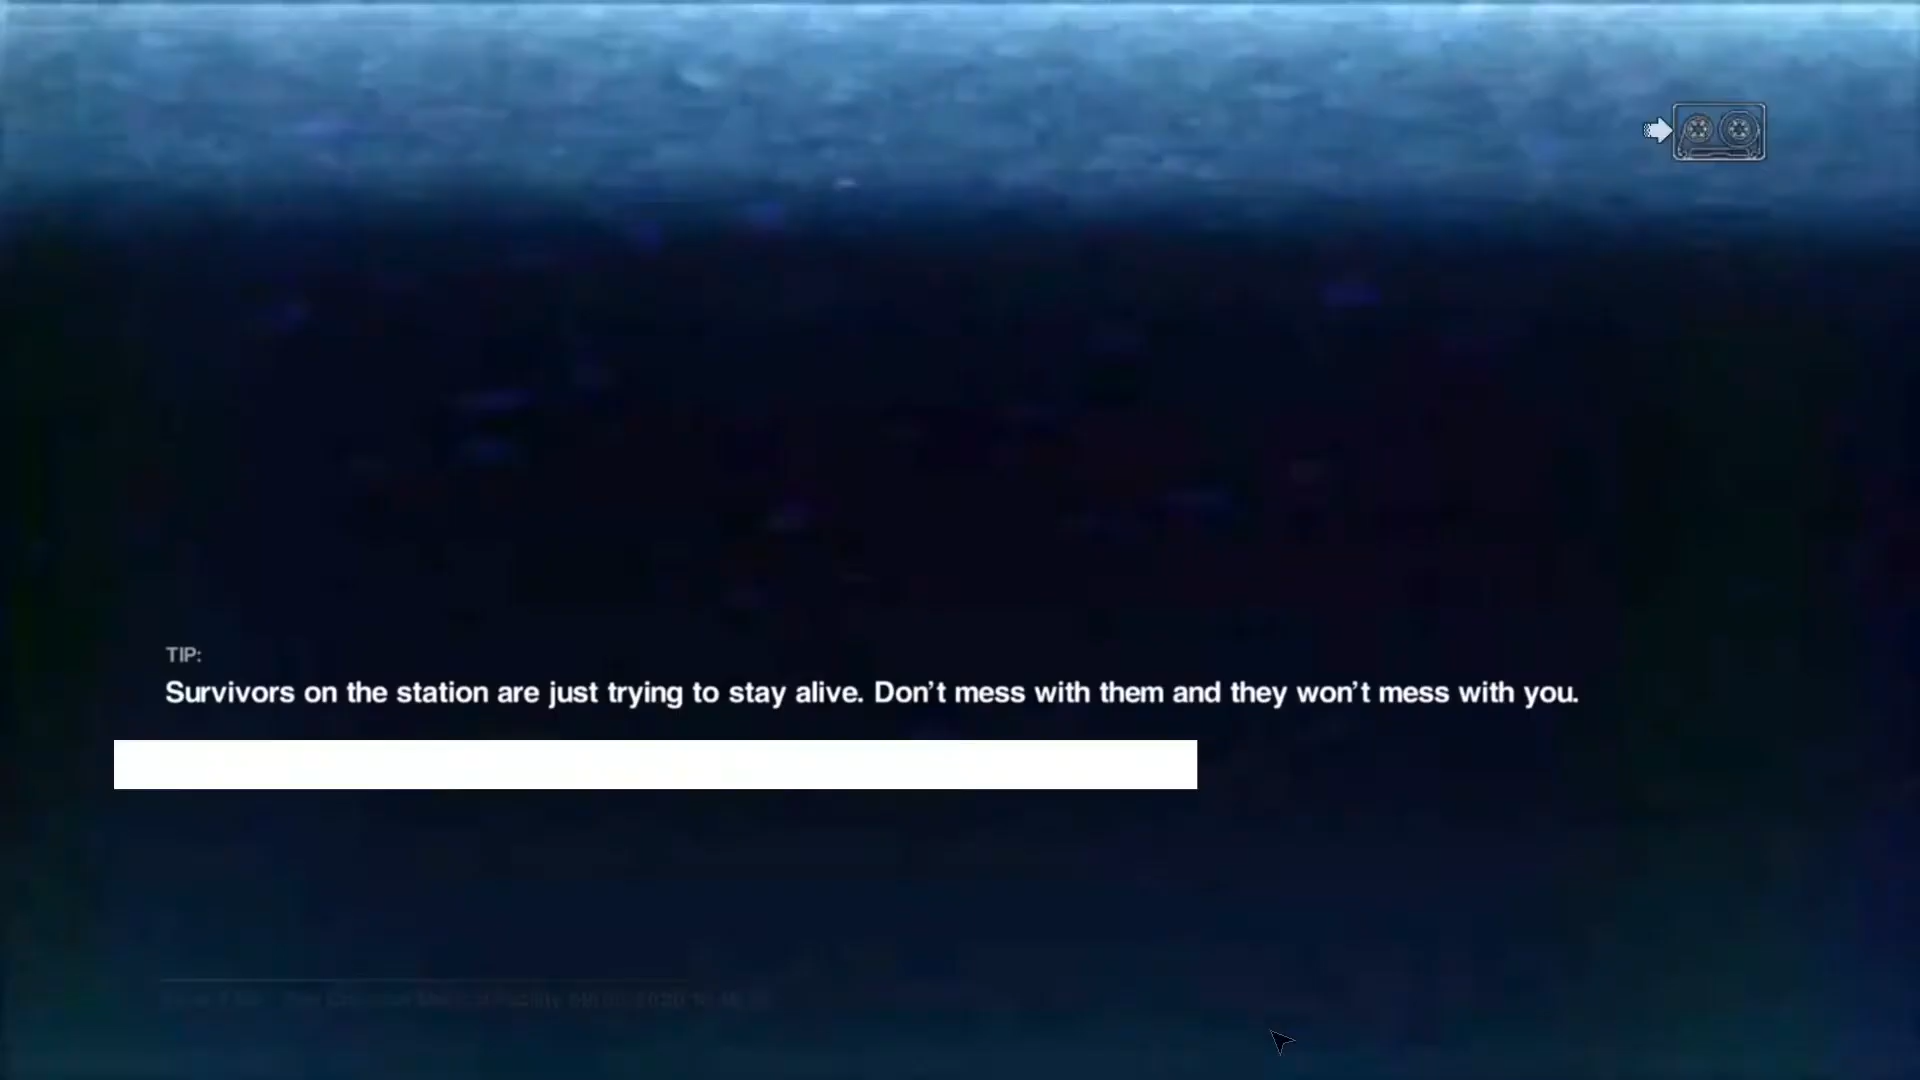 TIP:
Survivors on the station are just trying to stay alive. Don’t mess with them and they won’t mess with you.